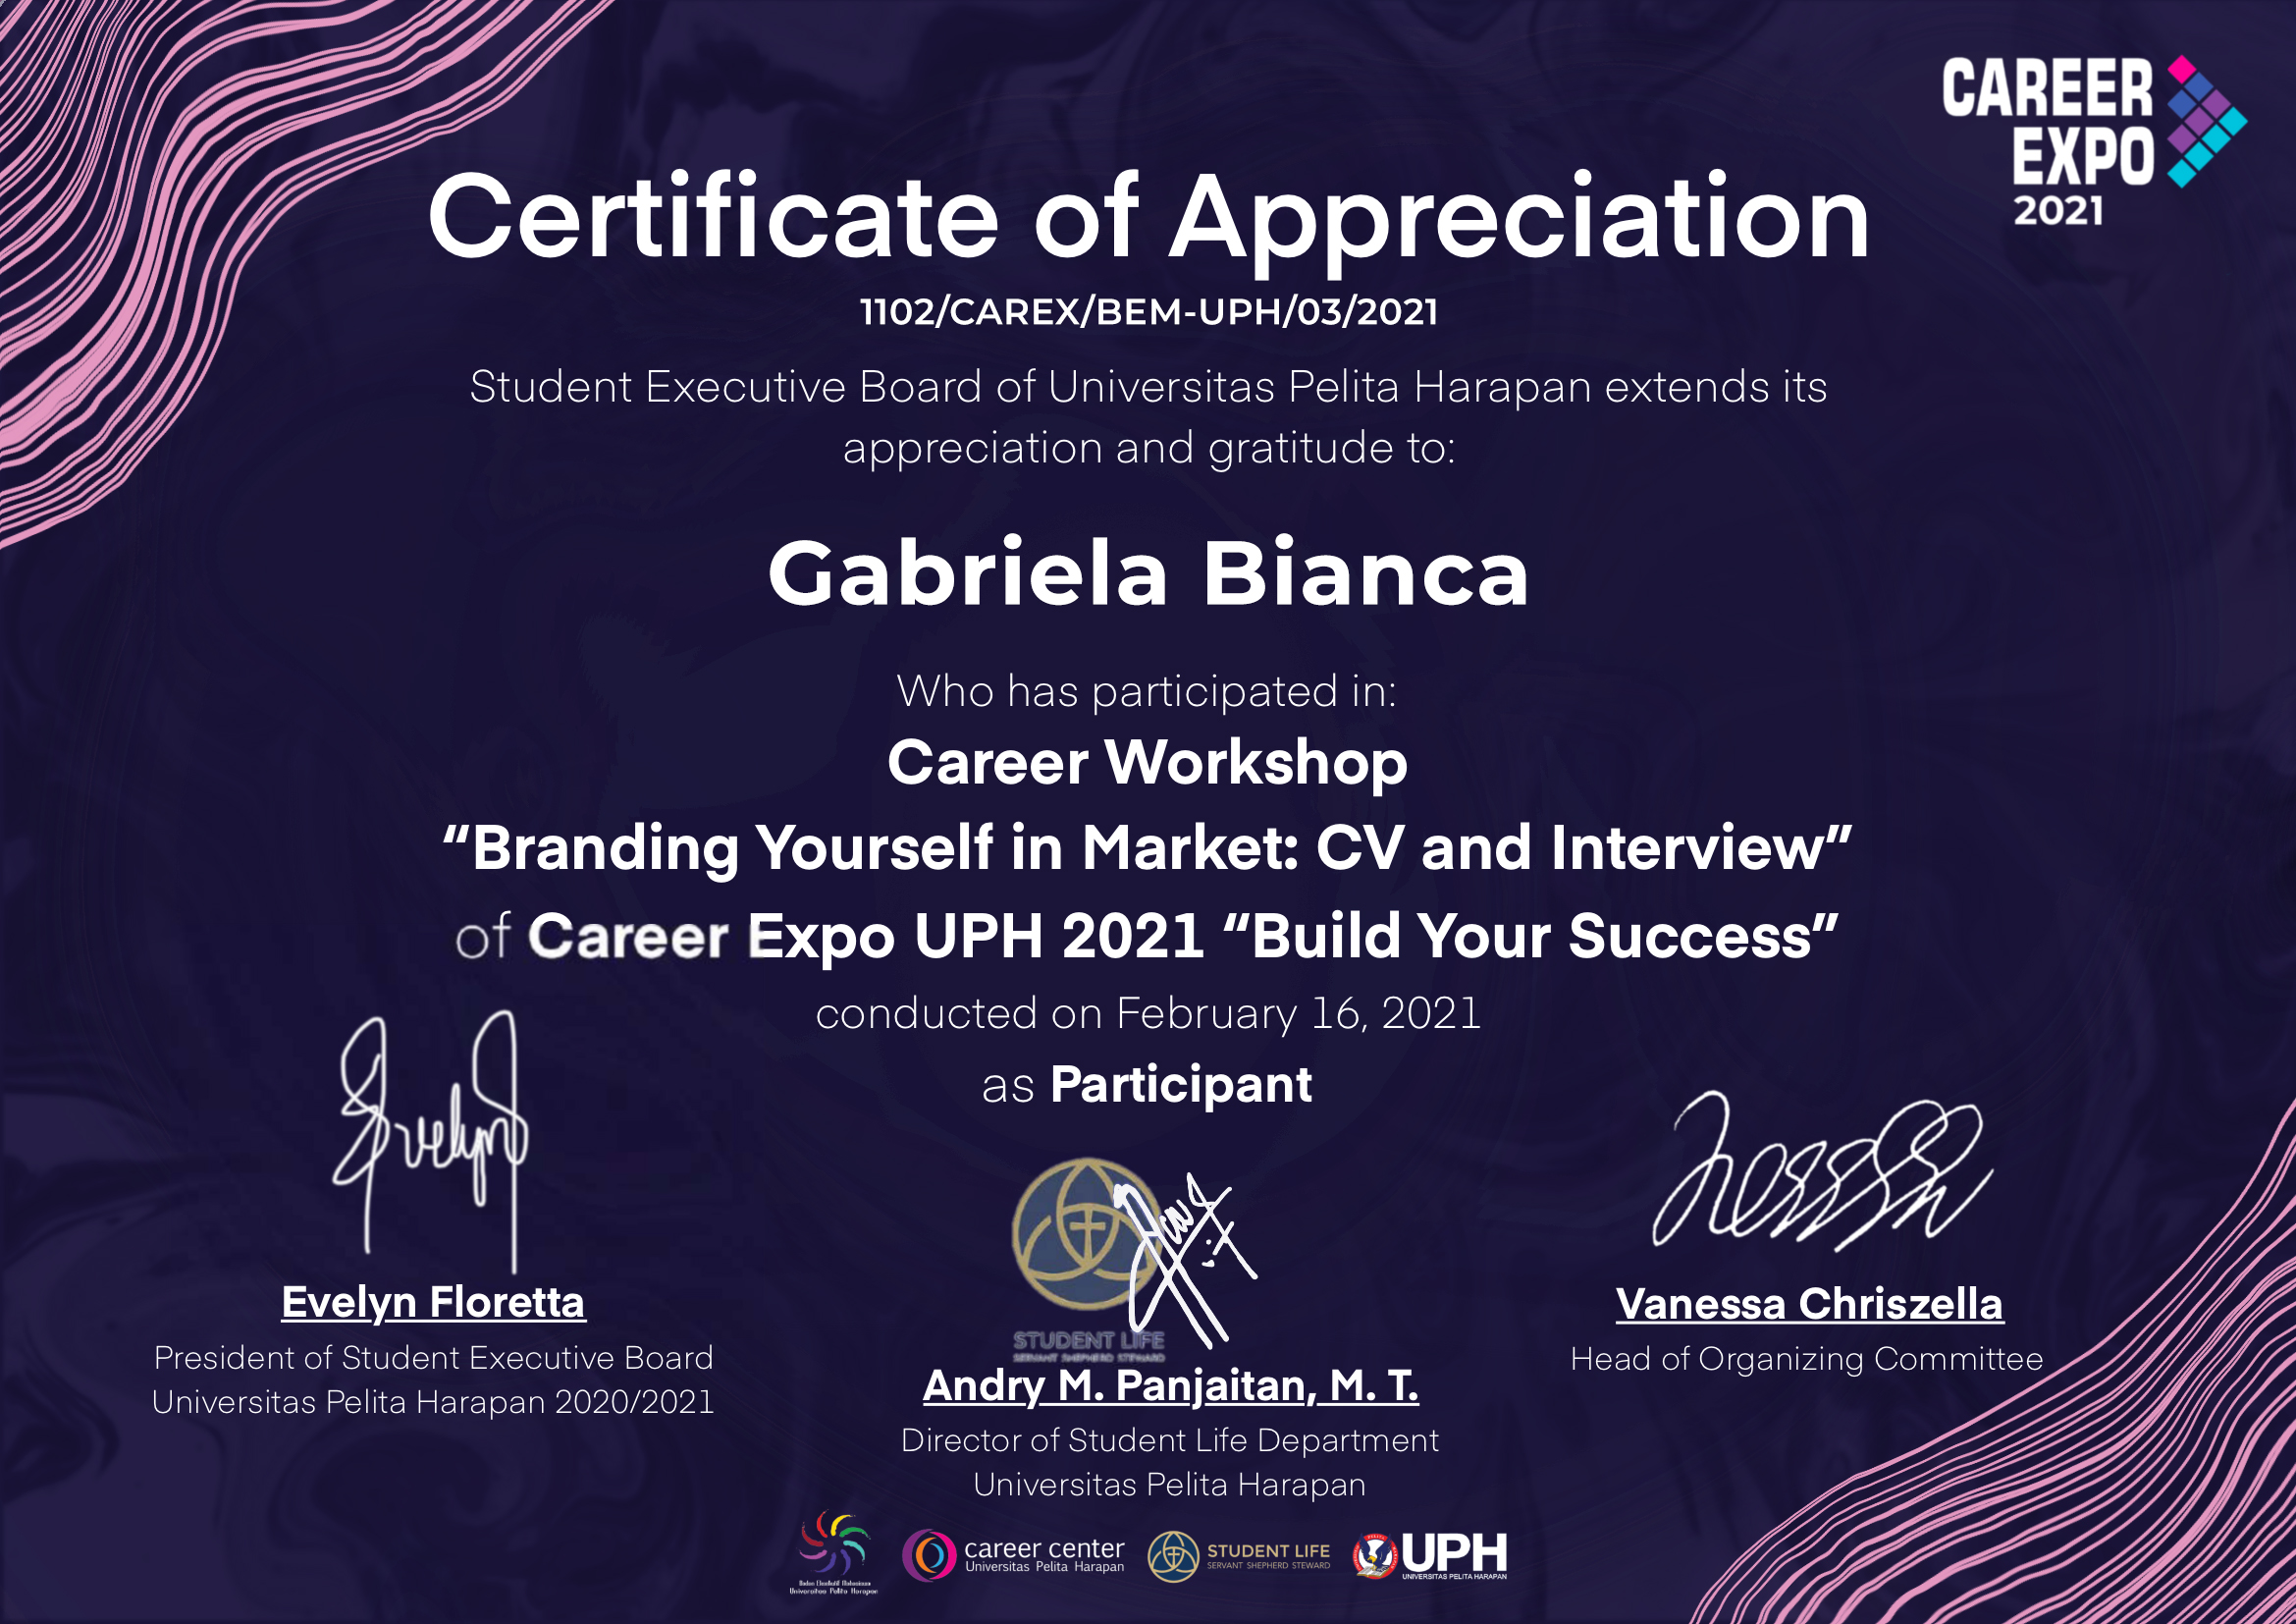 CAREER
EXPO
2021
Certificate of Appreciation
1102/CAREX/BEM-UPH/03/2021
Student Executive Board of Universitas Pelita Harapan extends its
appreciation and gratitude to:
Gabriela Bianca
Who has participated in:
Career Workshop
“Branding Yourself in Market: CV and Interview”
of Career Expo UPH 2021 “Build Your Success”
conducted on February 16, 2021
as Participant
Evelyn
Evelyn Floretta
President of Student Executive Board
Universitas Pelita Harapan 2020/2021
STUDENT LIFE
SERVANT SHEPHERD STEWARD
Andry M. Panjaitan, M. T.
Director of Student Life Department
Universitas Pelita Harapan
Vanessa Chriszella
Head of Organizing Committee
Badan Eksekutif Mahasiswa
Universitas Pelita Harapan
career center
Universitas Pelita Harapan
STUDENT LIFE
SERVANT SHEPHERD STEWARD
UPH
UNIVERSITAS PELITA HARAPAN